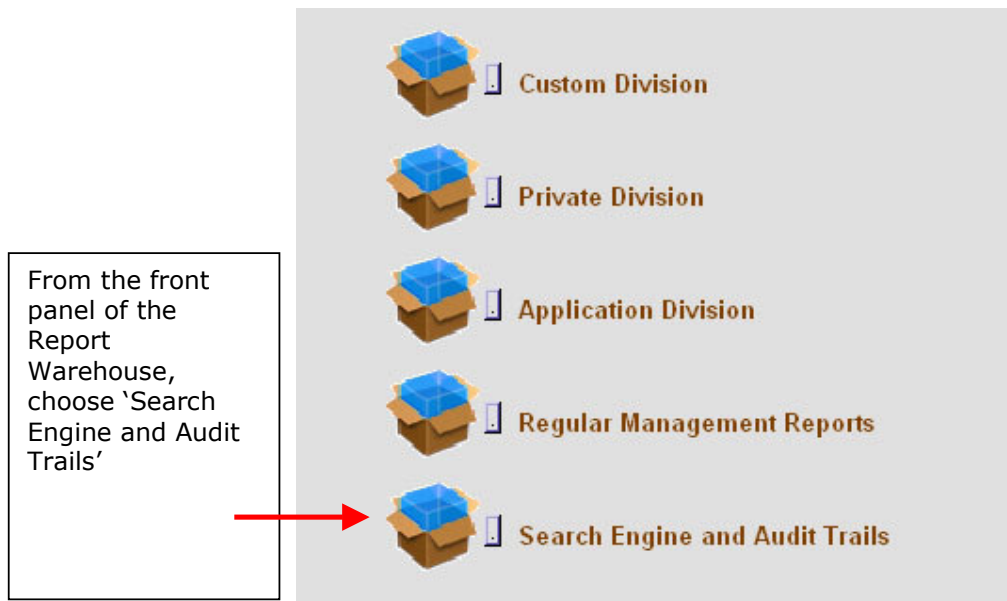 Custom Division
Private Division
From the front
panel of the
Report
Warehouse,
choose ‘Search
Engine and Audit
Trails’
Application Division
Regular Management Reports
Search Engine and Audit Trails